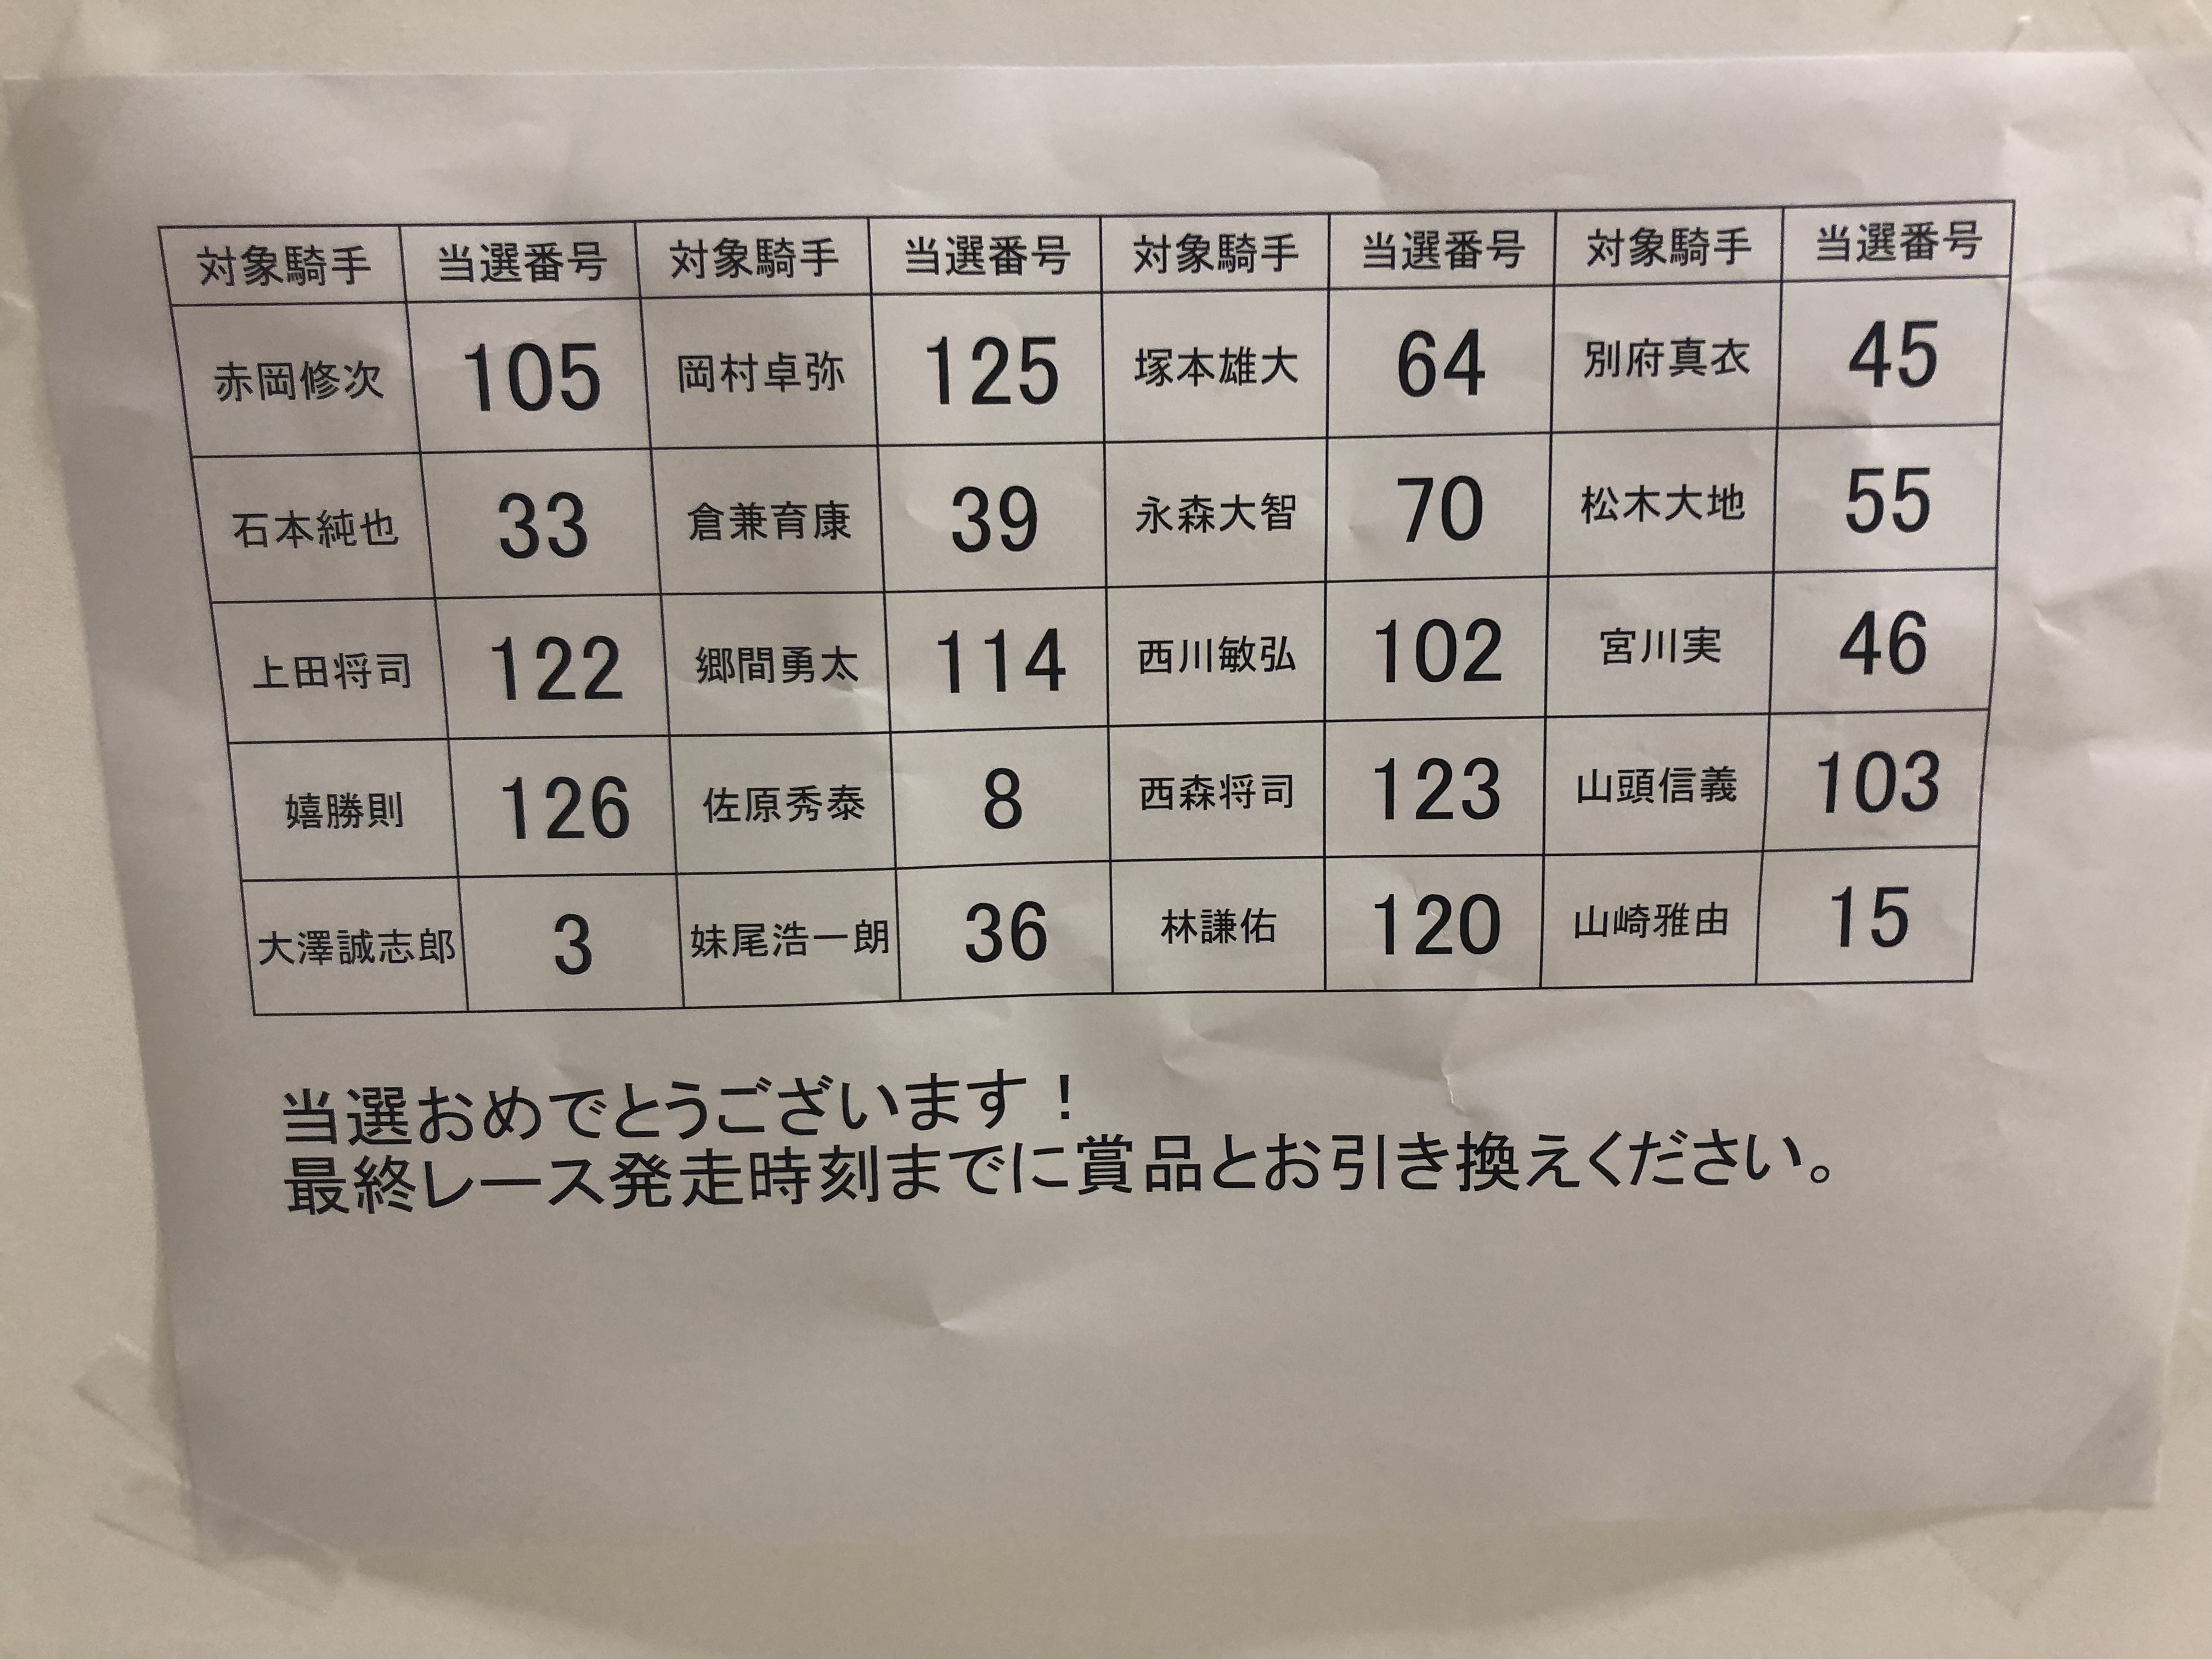 対象騎手 当選番号 対象騎手 当選番号 対象騎手 当選番号 対象騎手 当選番号
赤岡修次 105 岡村卓弥 125 塚本雄大 64 別府真衣 45
石本純也 33 倉兼育康 39 永森大智 70 松木大地 55
上田将司 122 郷間勇太 114 西川敏弘 102 宮川実 46
嬉勝則 126 佐原秀泰 8 西森将司 123 山頭信義 103
大澤誠志郎 3 妹尾浩一朗 36 林謙佑 120 山崎雅由 15
当選おめでとうございます！
最終レース発走時刻までに賞品とお引き換えください。